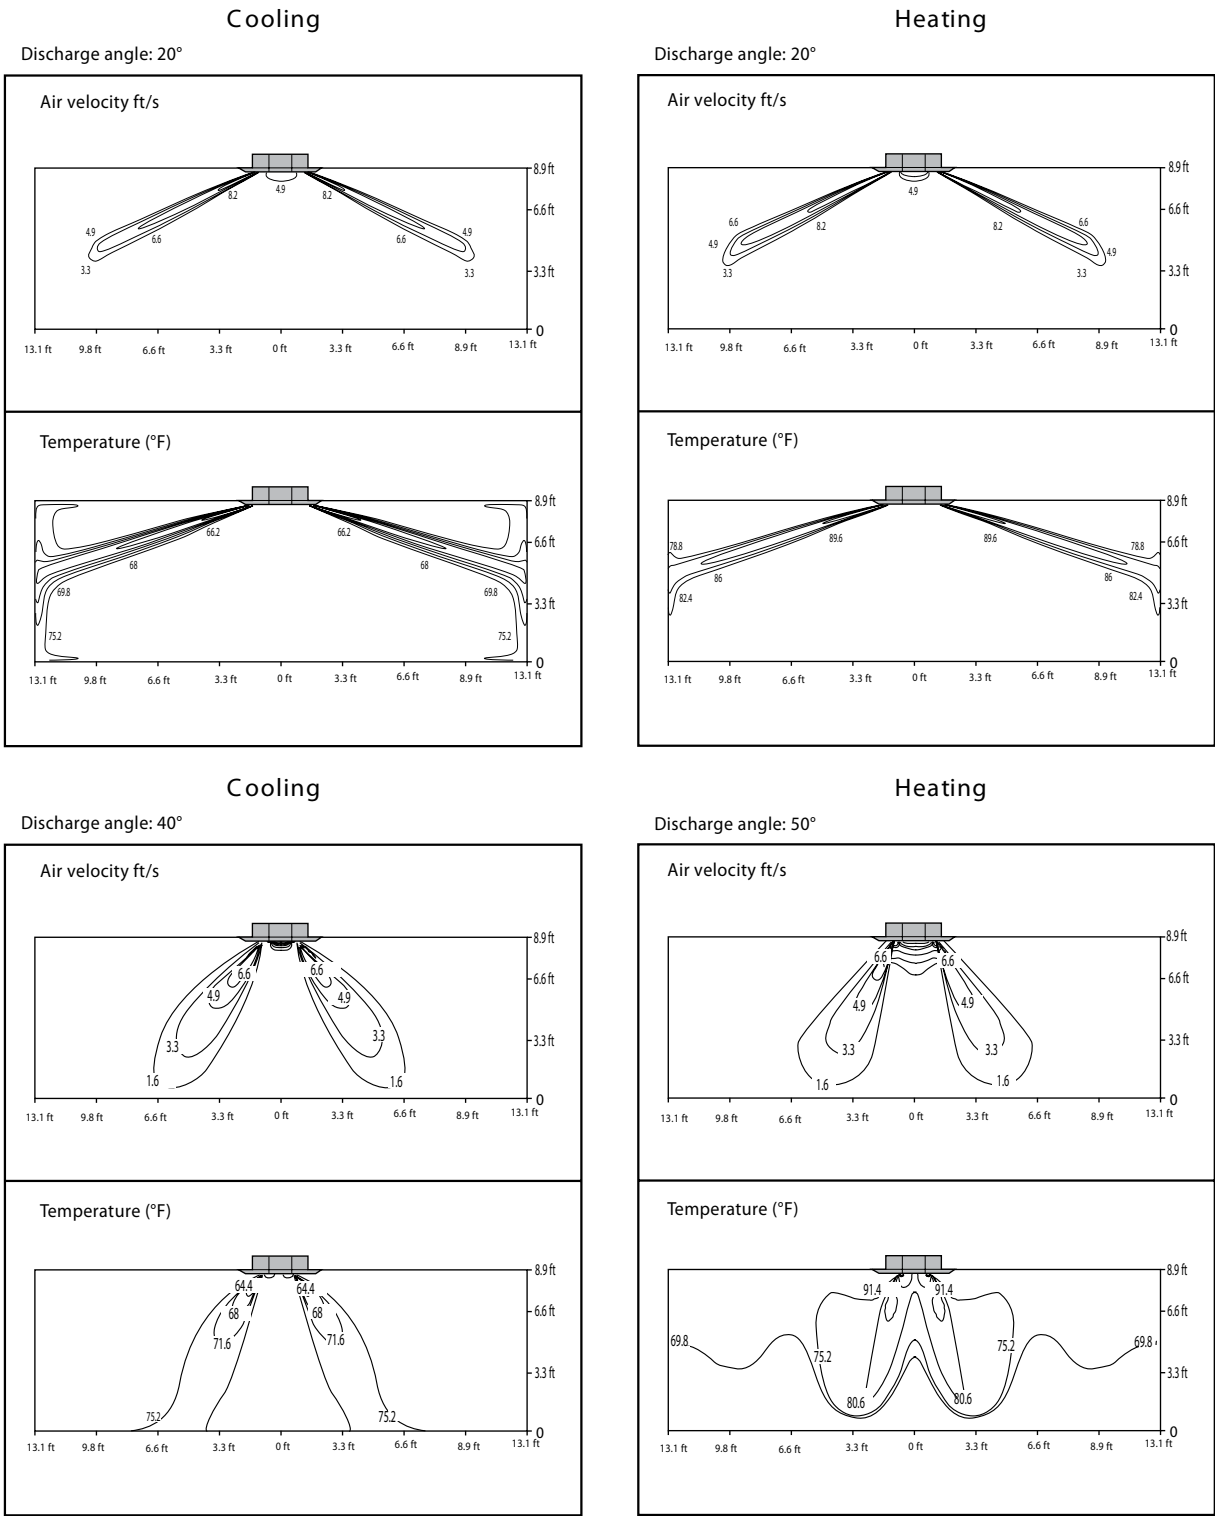 Cooling
Discharge angle: 20°
Air velocity ft/s
8.9 ft
4.9
8.2
8.2
6.6 ft
4.9
6.6
6.6
4.9
3.3
3.3
3.3 ft
0
13.1 ft 9.8 ft 6.6 ft 3.3 ft 0 ft 3.3 ft 6.6 ft 8.9 ft 13.1 ft
Temperature (°F)
8.9 ft
66.2
66.2
6.6 ft
68
68
69.8
69.8
3.3 ft
75.2
75.2
0
13.1 ft 9.8 ft 6.6 ft 3.3 ft 0 ft 3.3 ft 6.6 ft 8.9 ft 13.1 ft
Heating
Discharge angle: 20°
Air velocity ft/s
8.9 ft
4.9
6.6 ft
6.6
8.2
8.2
6.6
4.9
4.9
3.3
3.3
3.3 ft
0
13.1 ft 9.8 ft 6.6 ft 3.3 ft 0 ft 3.3 ft 6.6 ft 8.9 ft 13.1 ft
Temperature (°F)
8.9 ft
89.6
89.6
6.6 ft
78.8
78.8
86
86
82.4
82.4
3.3 ft
0
13.1 ft 9.8 ft 6.6 ft 3.3 ft 0 ft 3.3 ft 6.6 ft 8.9 ft 13.1 ft
Cooling
Discharge angle: 40°
Air velocity ft/s
8.9 ft
6.6
6.6
6.6 ft
4.9
4.9
3.3
3.3
3.3 ft
1.6
1.6
0
13.1 ft 9.8 ft 6.6 ft 3.3 ft 0 ft 3.3 ft 6.6 ft 8.9 ft 13.1 ft
Temperature (°F)
8.9 ft
64.4
64.4
6.6 ft
68
68
71.6
71.6
3.3 ft
75.2
75.2
0
13.1 ft 9.8 ft 6.6 ft 3.3 ft 0 ft 3.3 ft 6.6 ft 8.9 ft 13.1 ft
Heating
Discharge angle: 50°
Air velocity ft/s
8.9 ft
6.6
6.6
6.6 ft
4.9
4.9
3.3
3.3
3.3 ft
1.6
1.6
0
13.1 ft 9.8 ft 6.6 ft 3.3 ft 0 ft 3.3 ft 6.6 ft 8.9 ft 13.1 ft
Temperature (°F)
8.9 ft
91.4
91.4
6.6 ft
69.8
75.2
75.2
69.8
3.3 ft
80.6
80.6
0
13.1 ft 9.8 ft 6.6 ft 3.3 ft 0 ft 3.3 ft 6.6 ft 8.9 ft 13.1 ft